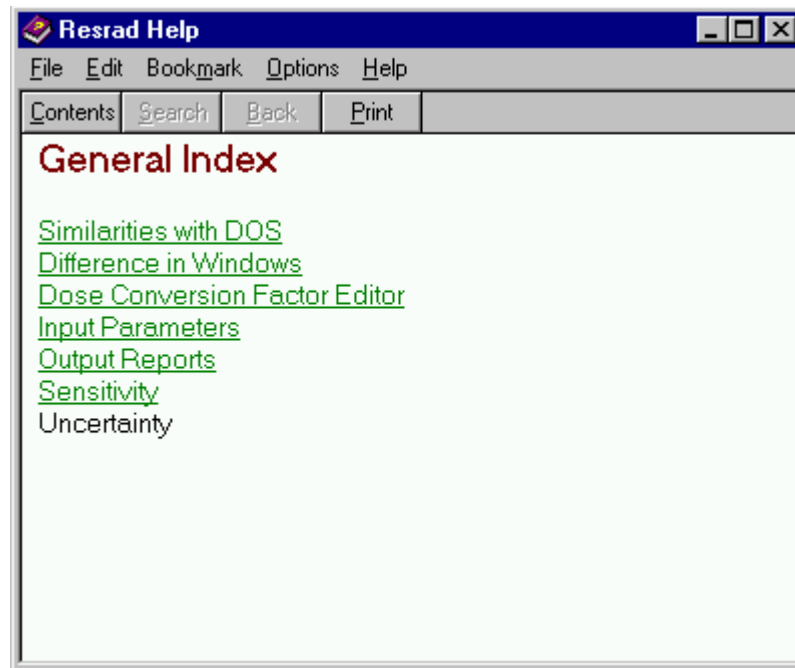 Resrad Help
File Edit Bookmark Options Help
Contents Search Back Print
General Index
Similarities with DOS
Difference in Windows
Dose Conversion Factor Editor
Input Parameters
Output Reports
Sensitivity
Uncertainty